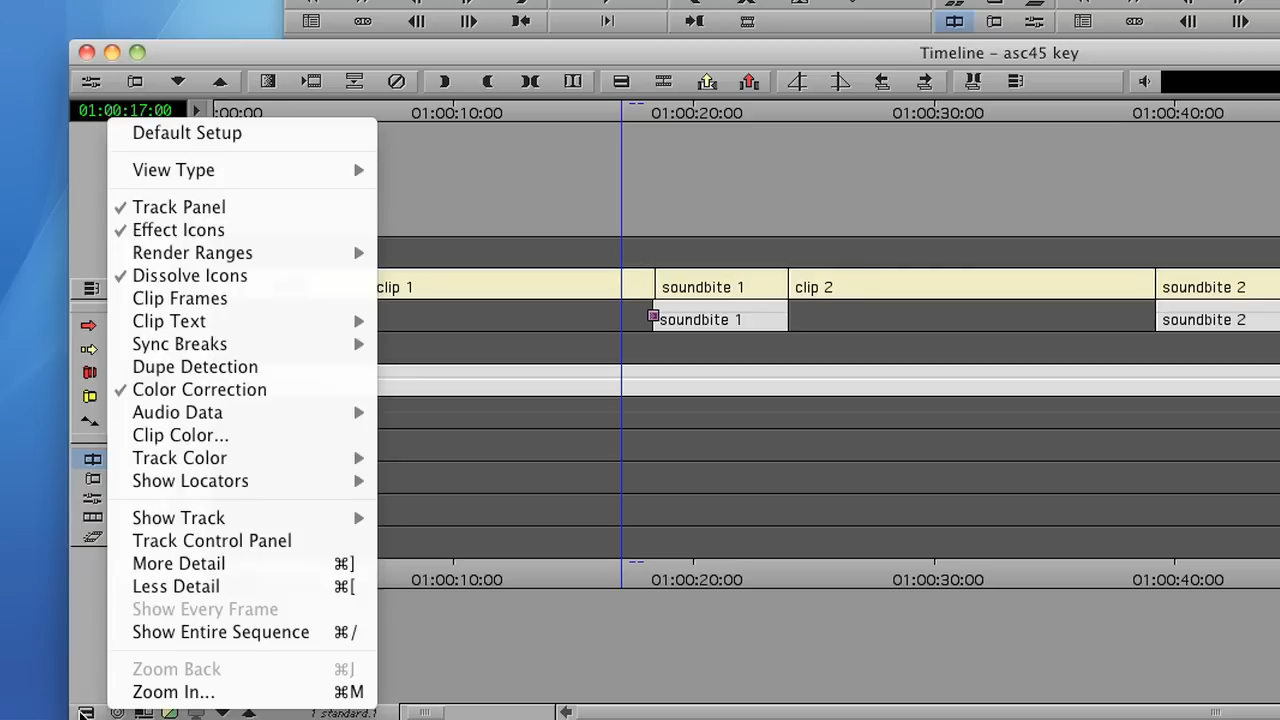 Timeline - asc45 key
01:00:17:00
:00:00
01:00:10:00
01:00:20:00
01:00:30:00
01:00:40:00
Default Setup
View Type
Track Panel
Effect Icons
Render Ranges
Dissolve Icons
Clip Frames
Clip Text
Sync Breaks
Dupe Detection
Color Correction
Audio Data
Clip Color...
Track Color
Show Locators
Show Track
Track Control Panel
More Detail ⌘]
Less Detail ⌘[
Show Every Frame
Show Entire Sequence ⌘/
Zoom Back ⌘J
Zoom In... ⌘M
clip 1
soundbite 1
clip 2
soundbite 2
soundbite 1
soundbite 2
01:00:10:00
01:00:20:00
01:00:30:00
01:00:40:00
1 standard.1